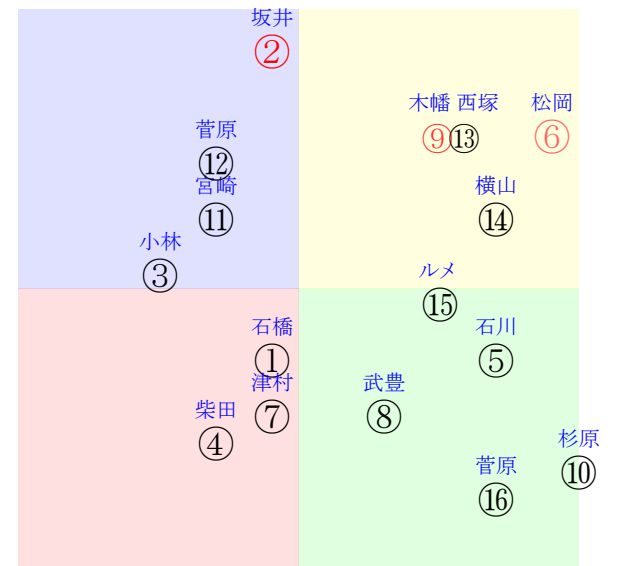 坂井
②
木幡 西塚 松岡
⑨⑬ ⑥
菅原
⑫
宮崎
⑪
横山
⑭
小林
③
ルメ
⑮
石橋
①
石川
⑤
津村
⑦
武豊
⑧
柴田
④
杉原
⑩
菅原
⑯